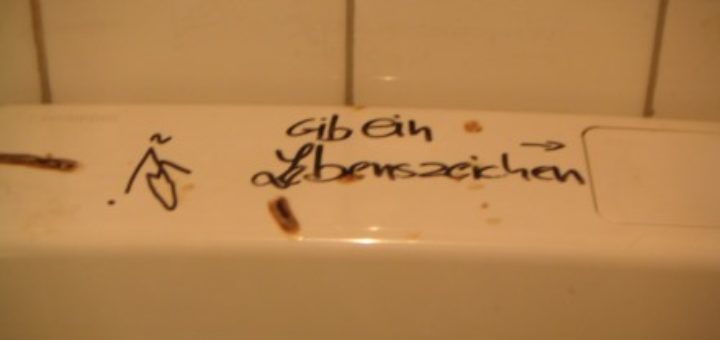 Gib ein
Lebenszeichen →